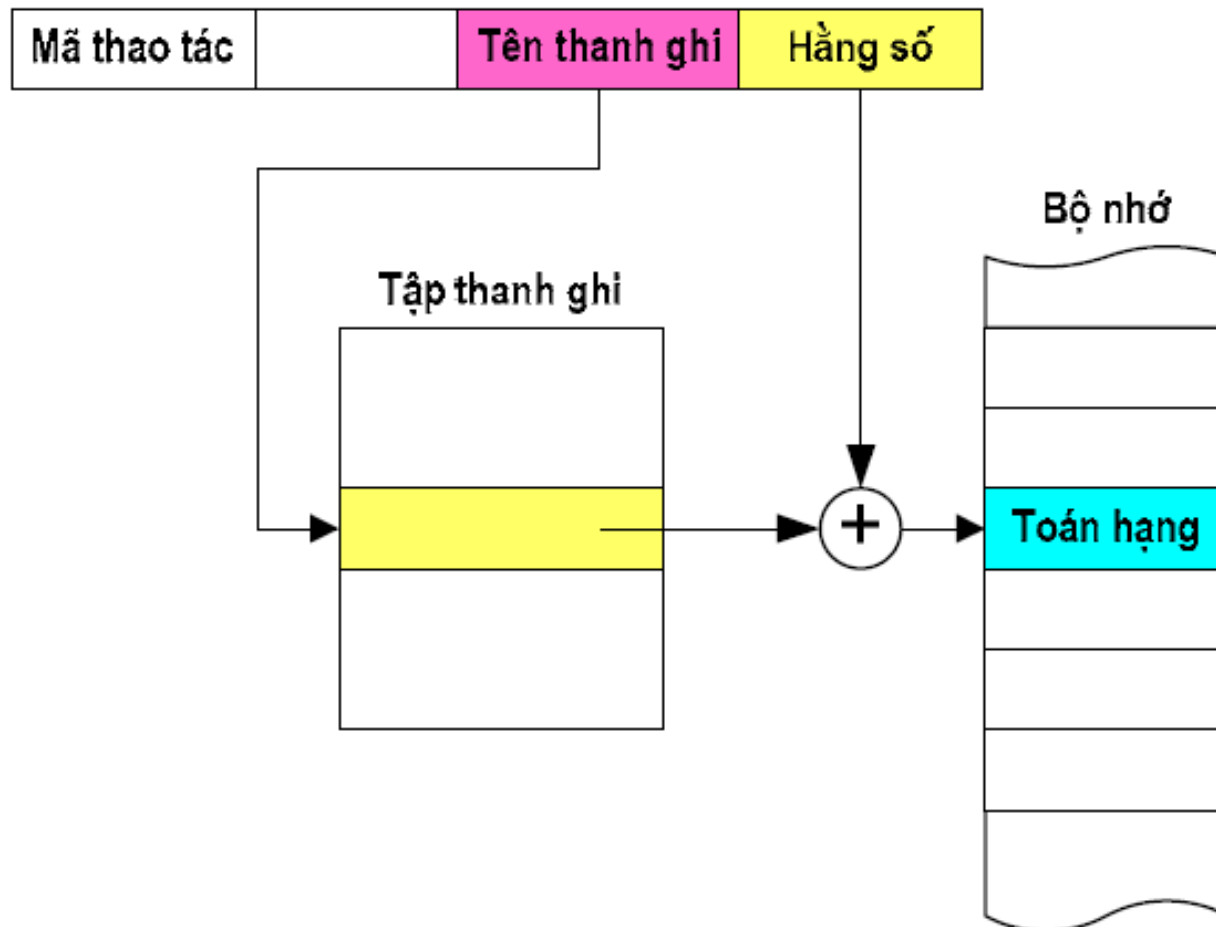 Mã thao tác
Tên thanh ghi
Hằng số
Bộ nhớ
Tập thanh ghi
+
Toán hạng